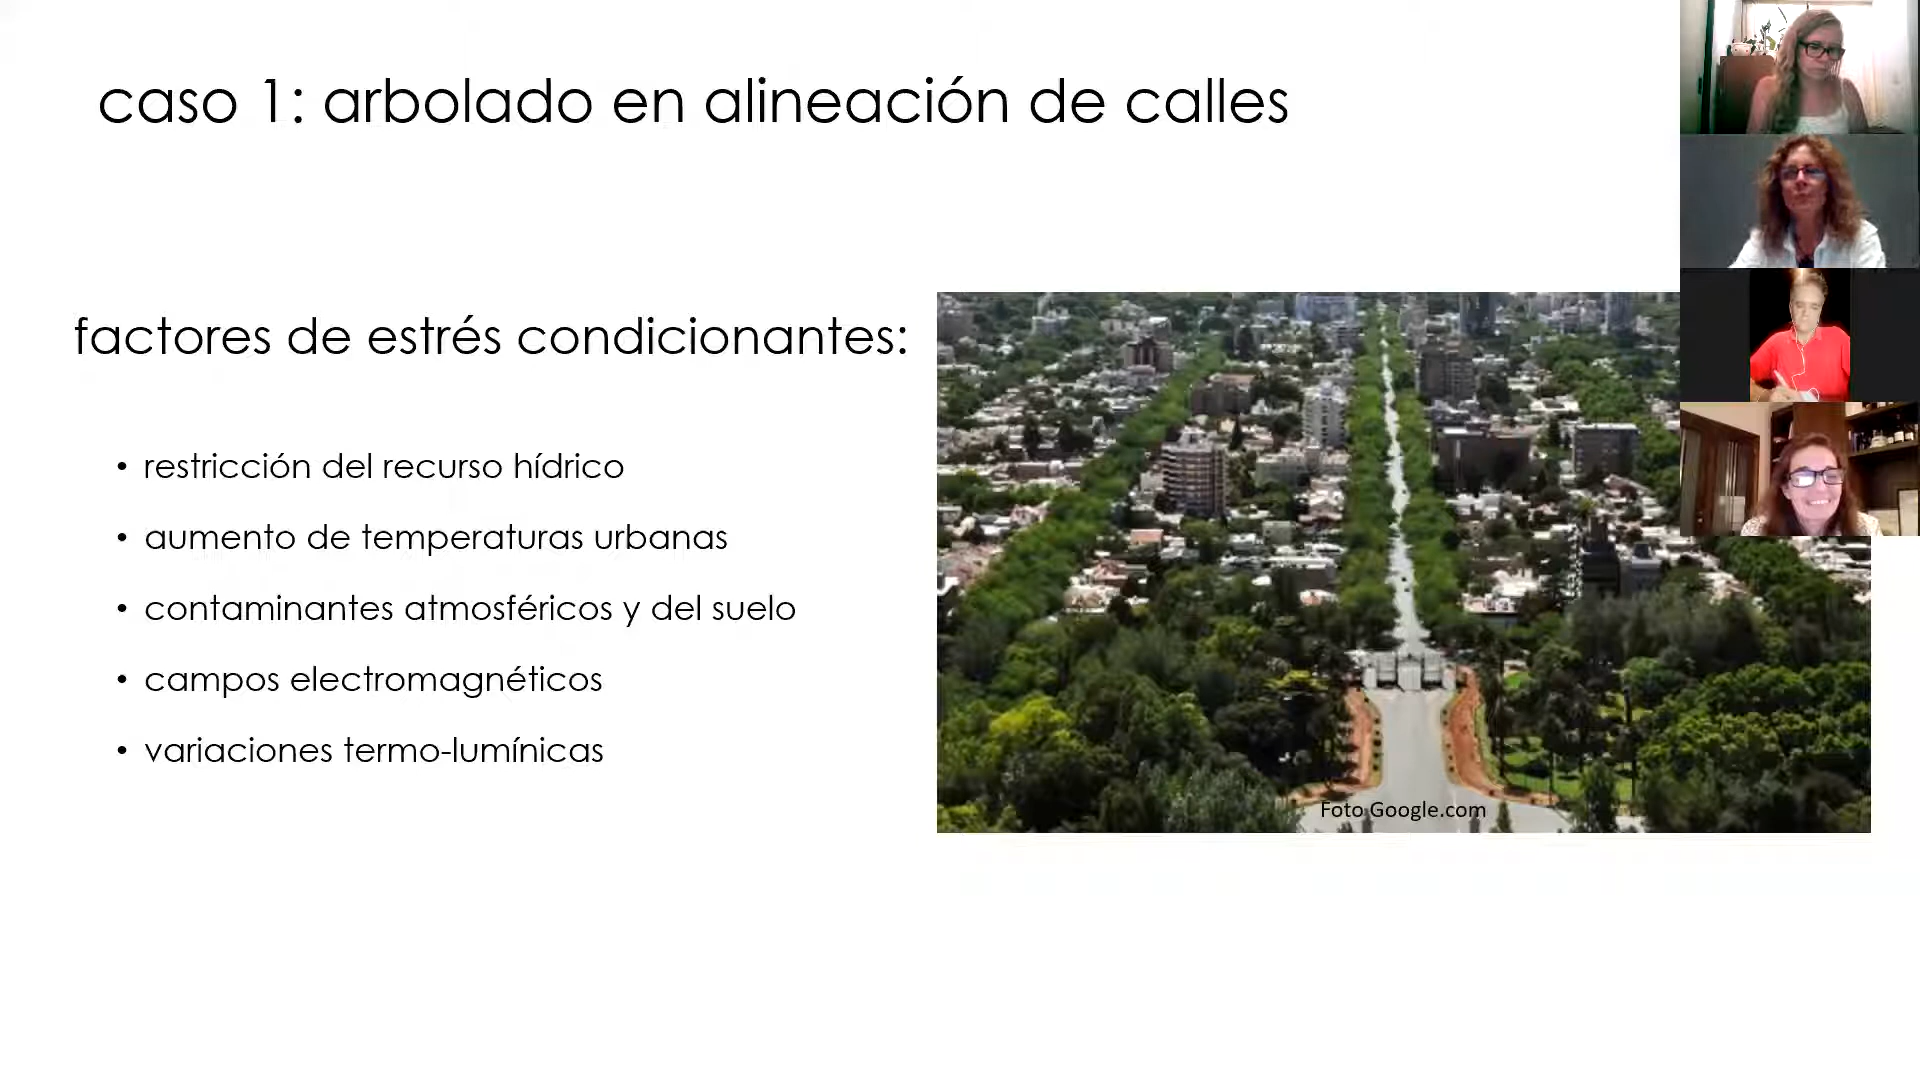 caso 1: arbolado en alineación de calles
factores de estrés condicionantes:
• restricción del recurso hídrico
• aumento de temperaturas urbanas
• contaminantes atmosféricos y del suelo
• campos electromagnéticos
• variaciones termo-lumínicas
Foto Google.com